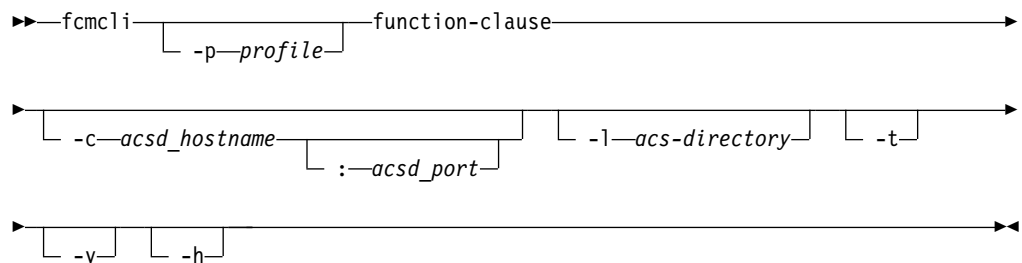 fcmcli function-clause
-p profile
-c acsd_hostname -l acs-directory -t
: acsd_port
-v -h